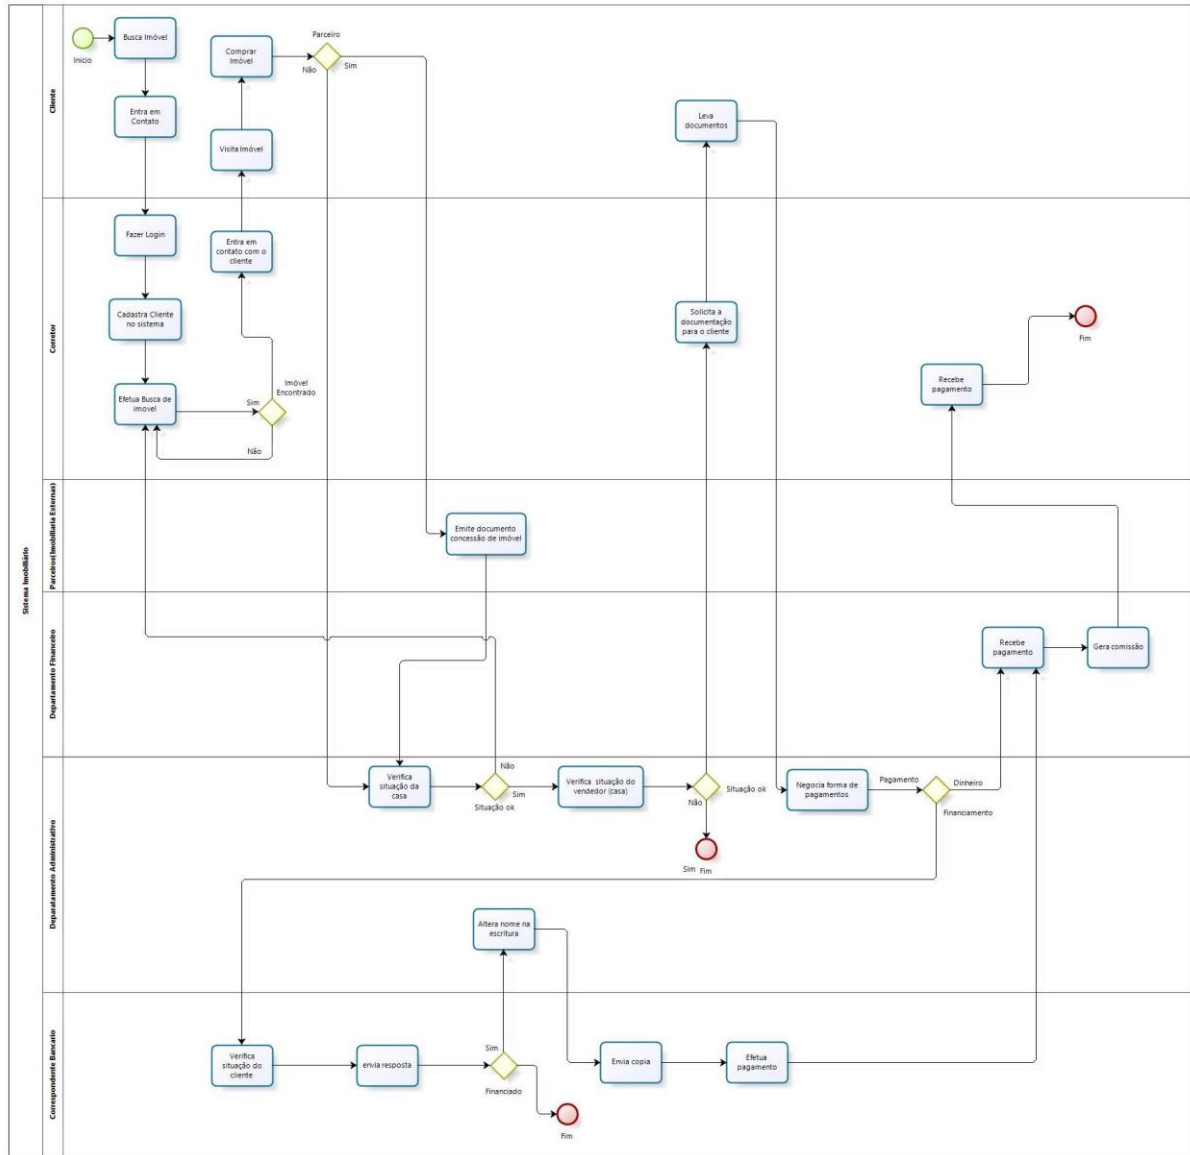 Sistema Imobiliário
Cliente
Inicio
Busca Imóvel
Entra em
Contato
Comprar
Imóvel
Visita Imóvel
Parceiro
Não
Sim
Leva
documentos
Corretor
Fazer Login
Cadastra Cliente
no sistema
Efetua Busca de
imovel
Entra em
contato com o
cliente
Imóvel
Encontrado
Sim
Não
Solicita a
documentação
para o cliente
Recebe
pagamento
Fim
Parceiros(Imobiliaria Externas)
Emite documento
concessão de imóvel
Departamento Financeiro
Recebe
pagamento
Gera comissão
Deparatamento Administrativo
Verifica
situação da
casa
Não
Sim
Situação ok
Verifica situação do
vendedor (casa)
Situação ok
Não
Sim
Fim
Negocia forma de
pagamentos
Pagamento
Dinheiro
Financiamento
Altera nome na
escritura
Correspondente Bancario
Verifica
situação do
cliente
envia resposta
Sim
Financiado
Fim
Envia copia
Efetua
pagamento